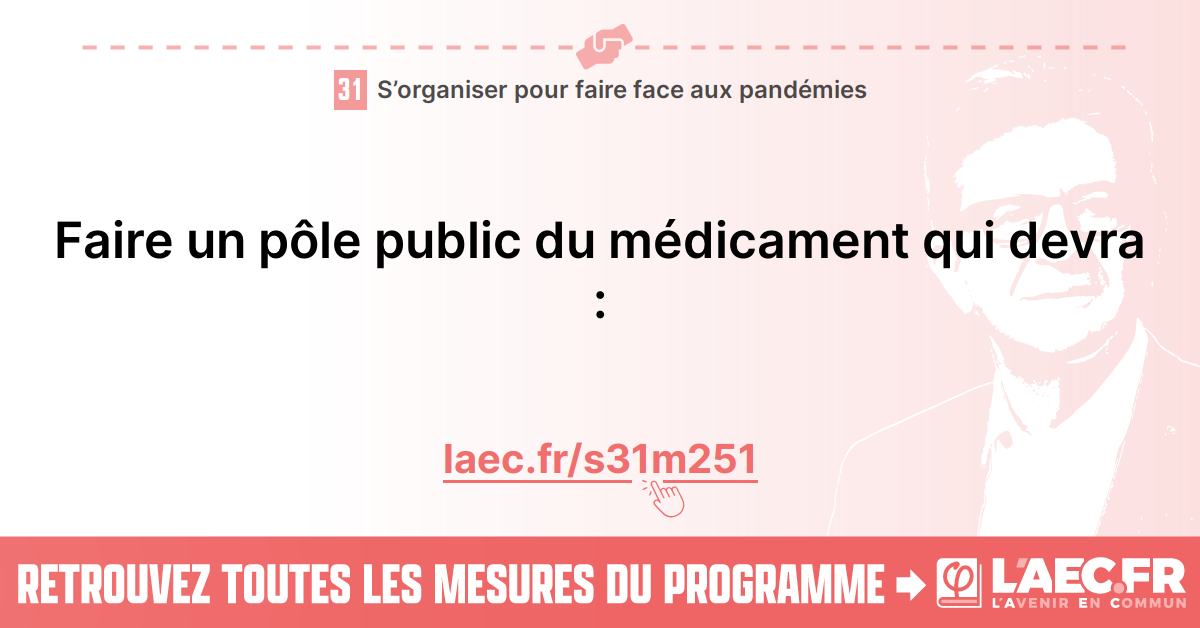 31 S’organiser pour faire face aux pandémies
Faire un pôle public du médicament qui devra
:
laec.fr/s31m251
RETROUVEZ TOUTES LES MESURES DU PROGRAMME
φ L'AEC.FR
L'AVENIR EN COMMUN